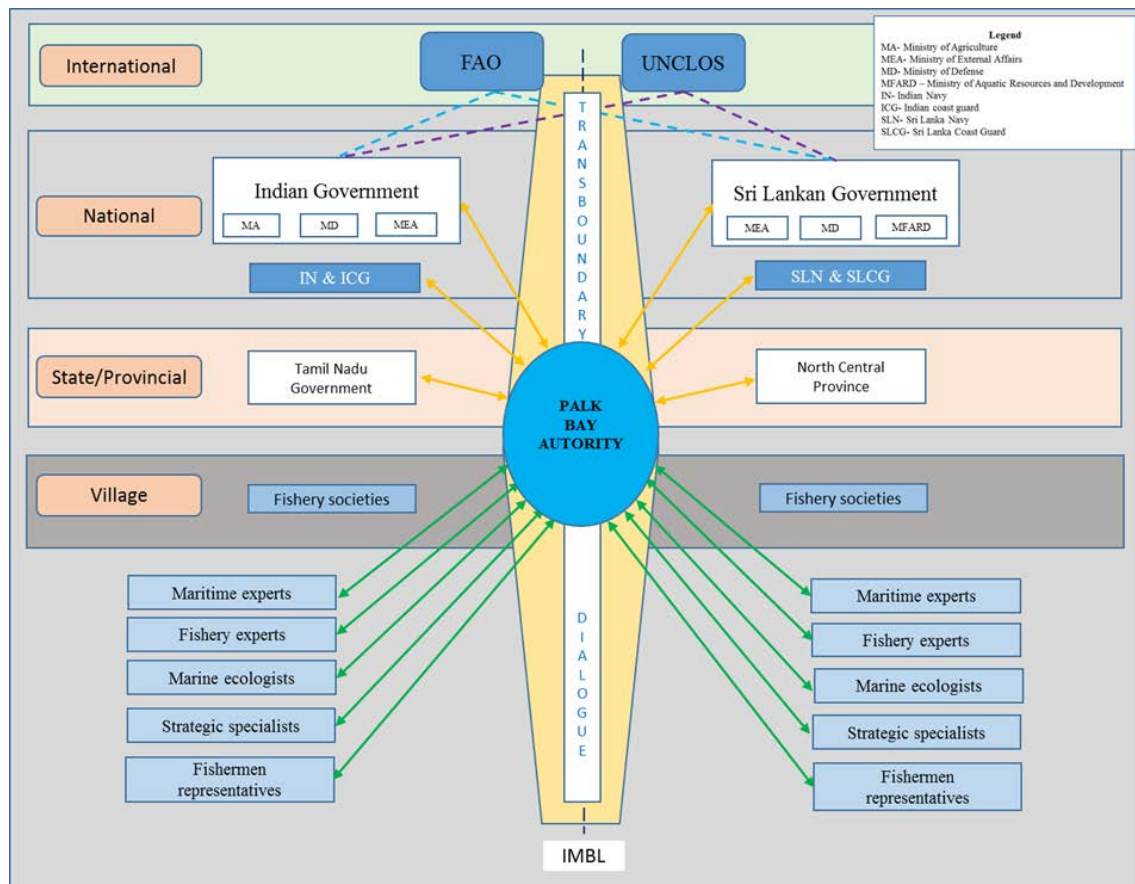 International
FAO
UNCLOS
Legend
MA- Ministry of Agriculture
MEA- Ministry of External Affairs
MD- Ministry of Defense
MFARD – Ministry of Aquatic Resources and Development
IN- Indian Navy
ICG- Indian coast guard
SLN- Sri Lanka Navy
SLCG- Sri Lanka Coast Guard
TRANSBOUNDARY
National
Indian Government
MA
MD
MEA
Sri Lankan Government
MEA
MD
MFARD
IN & ICG
SLN & SLCG
State/Provincial
Tamil Nadu
Government
North Central
Province
PALK
BAY
AUTORITY
Village
Fishery societies
Fishery societies
DIALOGUE
Maritime experts
Fishery experts
Marine ecologists
Strategic specialists
Fishermen
representatives
Maritime experts
Fishery experts
Marine ecologists
Strategic specialists
Fishermen
representatives
IMBL